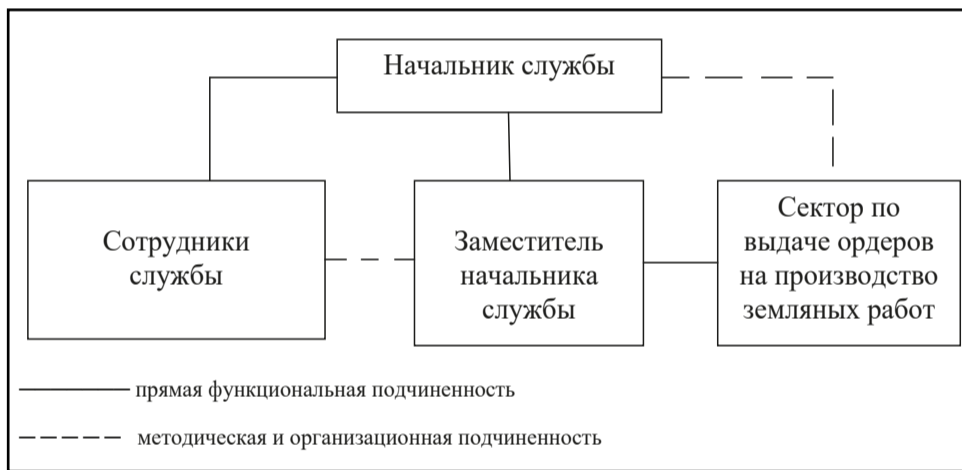 Начальник службы
Сотрудники
службы
Заместитель
начальника
службы
Сектор по
выдаче ордеров
на производство
земляных работ
прямая функциональная подчиненность
методическая и организационная подчиненность